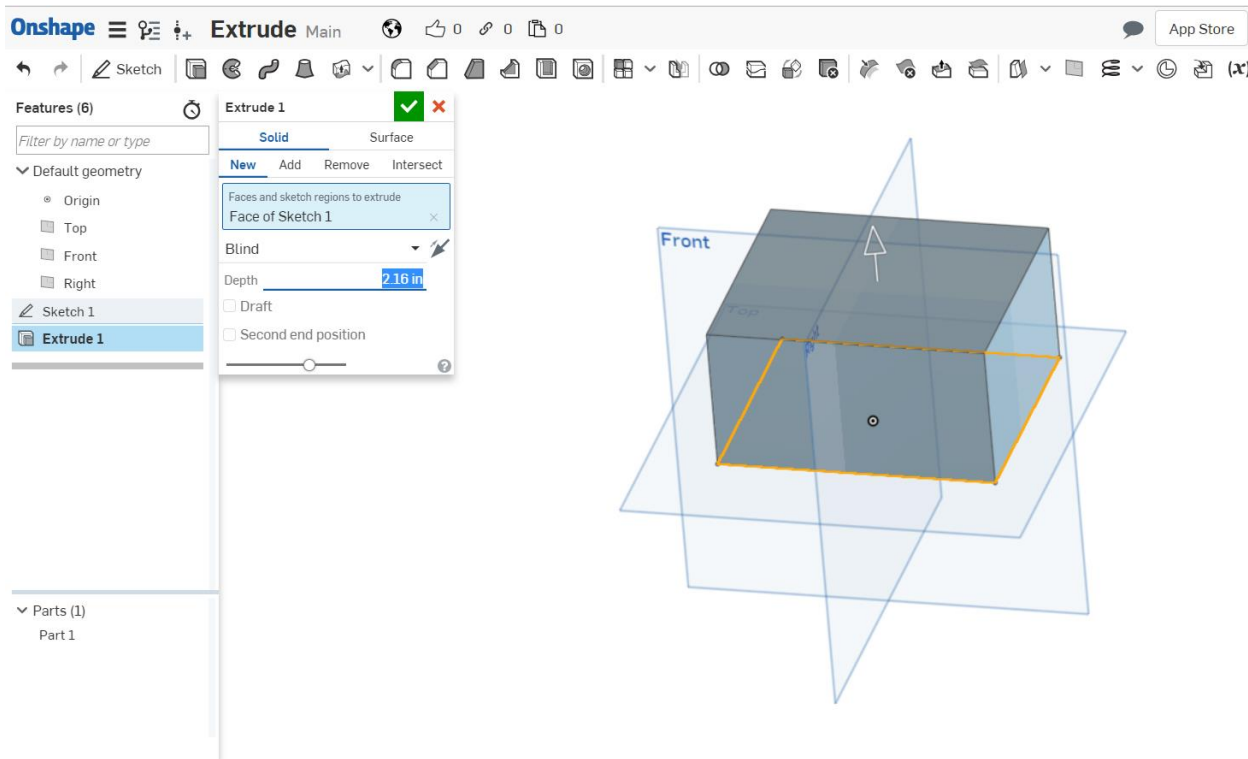 Onshape Extrude Main 0 0 0 App Store
Sketch (x)
Features (6)
Filter by name or type
Default geometry
Origin
Top
Front
Right
Sketch 1
Extrude 1
Parts (1)
Part 1
Extrude 1
Solid Surface
New Add Remove Intersect
Faces and sketch regions to extrude
Face of Sketch 1
Blind
Depth 2.16 in
Draft
Second end position
Front
Top